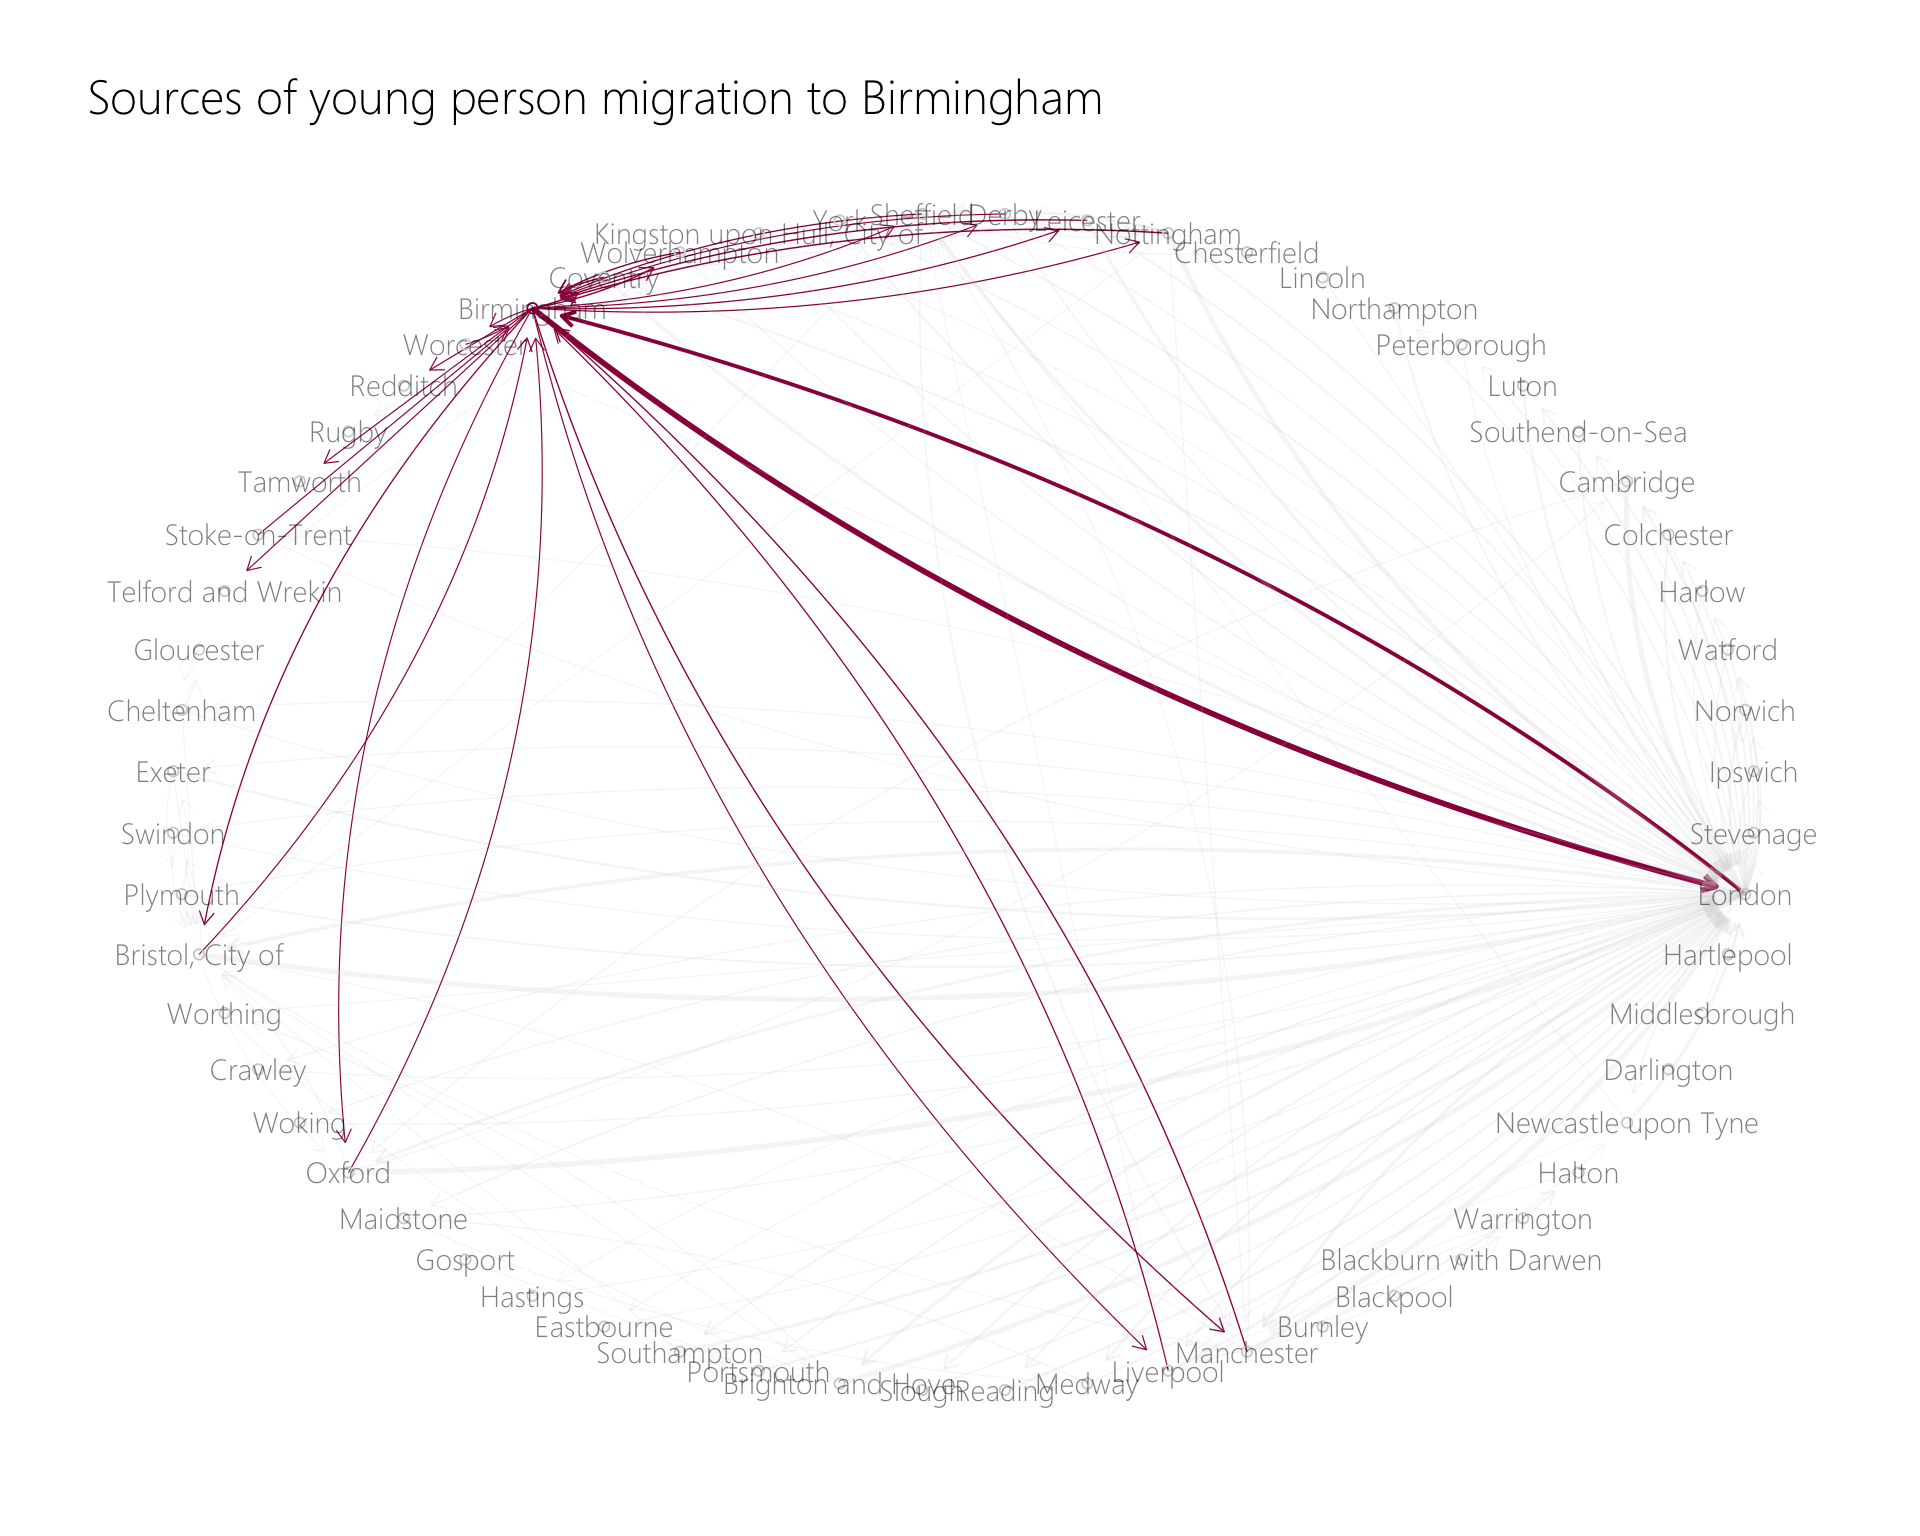 Sources of young person migration to Birmingham
Sheffield
Derby
York
Leicester
Kingston upon Hull, City of
Nottingham
Wolverhampton
Chesterfield
Coventry
Lincoln
Birmingham
Northampton
Worcester
Peterborough
Redditch
Luton
Rugby
Southend-on-Sea
Tamworth
Cambridge
Stoke-on-Trent
Colchester
Telford and Wrekin
Harlow
Gloucester
Watford
Cheltenham
Norwich
Exeter
Ipswich
Swindon
Stevenage
Plymouth
London
Bristol, City of
Hartlepool
Worthing
Middlesbrough
Crawley
Darlington
Woking
Newcastle upon Tyne
Oxford
Halton
Maidstone
Warrington
Gosport
Blackburn with Darwen
Hastings
Blackpool
Eastbourne
Burnley
Southampton
Manchester
Portsmouth
Liverpool
Brighton and Hove
Medway
Slough
Reading